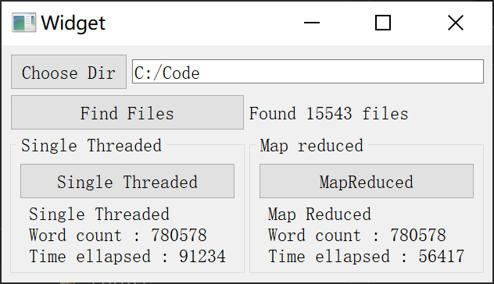 Widget
Choose Dir
C:/Code
Find Files
Found 15543 files
Single Threaded
Single Threaded
Single Threaded
Word count : 780578
Time ellapsed : 91234
Map reduced
MapReduced
Map Reduced
Word count : 780578
Time ellapsed : 56417